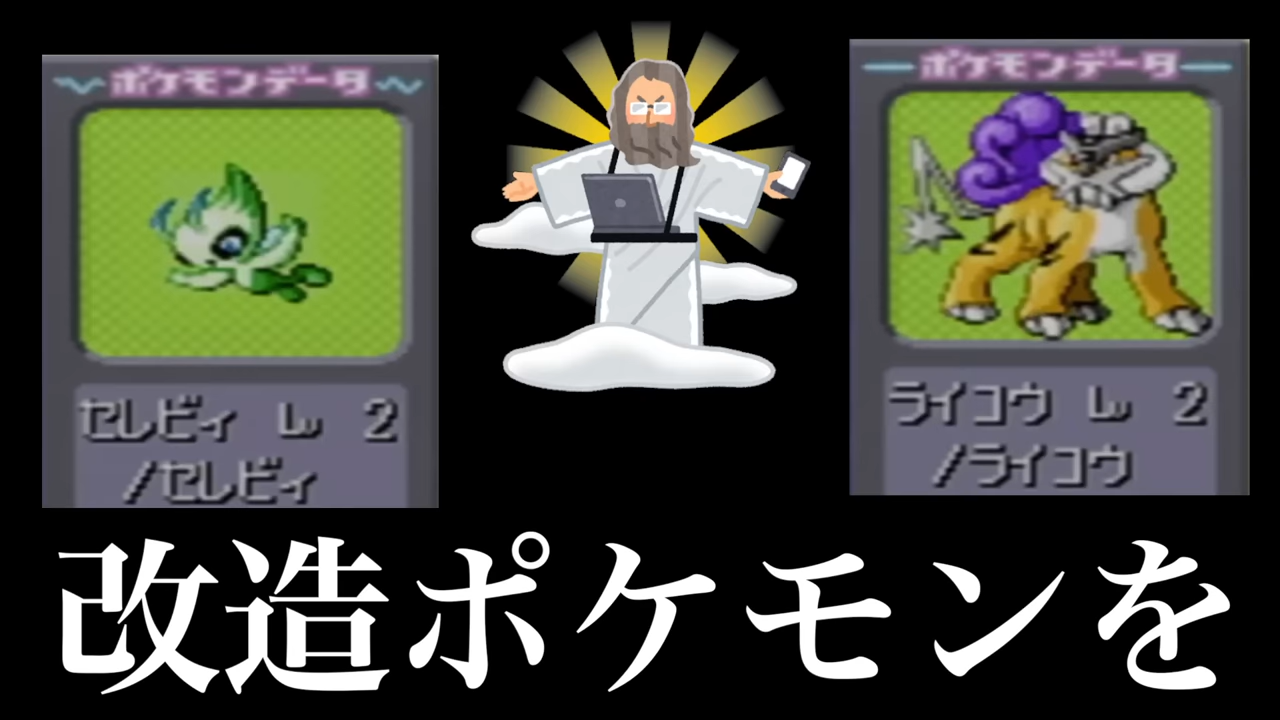 ポケモンデータ
セレビィ Lv 2
/セレビィ
ポケモンデータ
ライコウ Lv 2
/ライコウ
改造ポケモンを